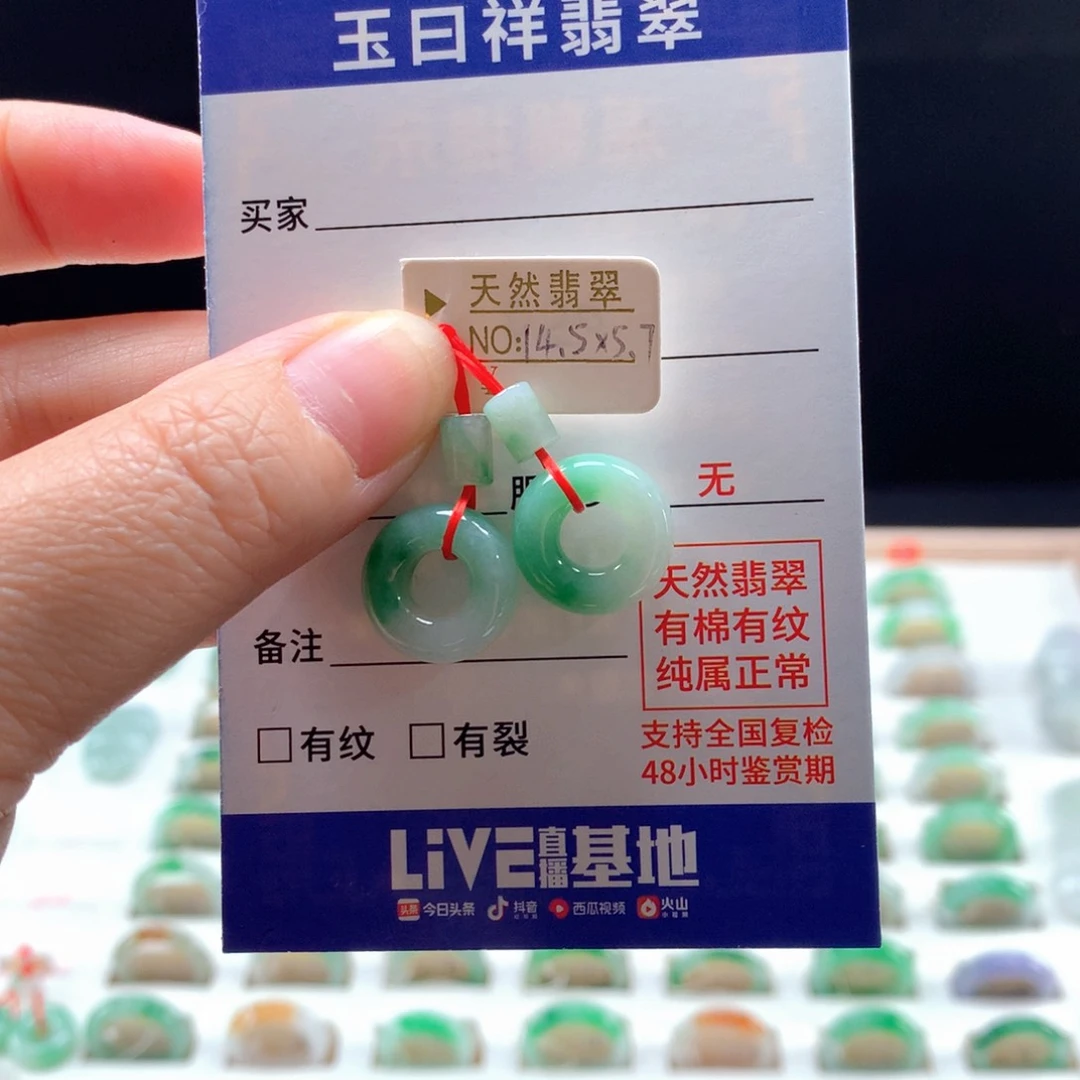 玉曰祥翡翠
买家
天然翡翠
NO:14.5×5.7
¥
无
天然翡翠
有棉有纹
纯属正常
备注
□有纹 □有裂
支持全国复检
48小时鉴赏期
LiVE直播基地
头条 今日头条 抖音 西瓜视频 火山